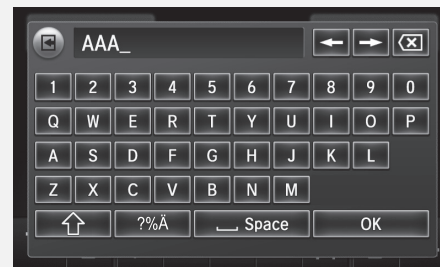 AAA_
1 2 3 4 5 6 7 8 9 0
Q W E R T Y U I O P
A S D F G H J K L
Z X C V B N M
?%Ä Space OK